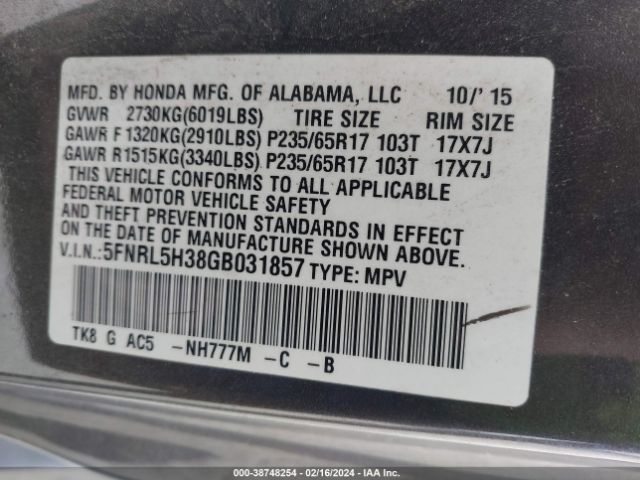 MFD. BY HONDA MFG. OF ALABAMA, LLC 10/' 15
GVWR 2730KG(6019LBS) TIRE SIZE RIM SIZE
GAWR F 1320KG(2910LBS) P235/65R17 103T 17X7J
GAWR R1515KG(3340LBS) P235/65R17 103T 17X7J
THIS VEHICLE CONFORMS TO ALL APPLICABLE
FEDERAL MOTOR VEHICLE SAFETY
AND THEFT PREVENTION STANDARDS IN EFFECT
ON THE DATE OF MANUFACTURE SHOWN ABOVE.
V.I.N.:5FNRL5H38GB031857 TYPE: MPV
TK8 G AC5 -NH777M -C -B
000-38748254 - 02/16/2024 - IAA Inc.